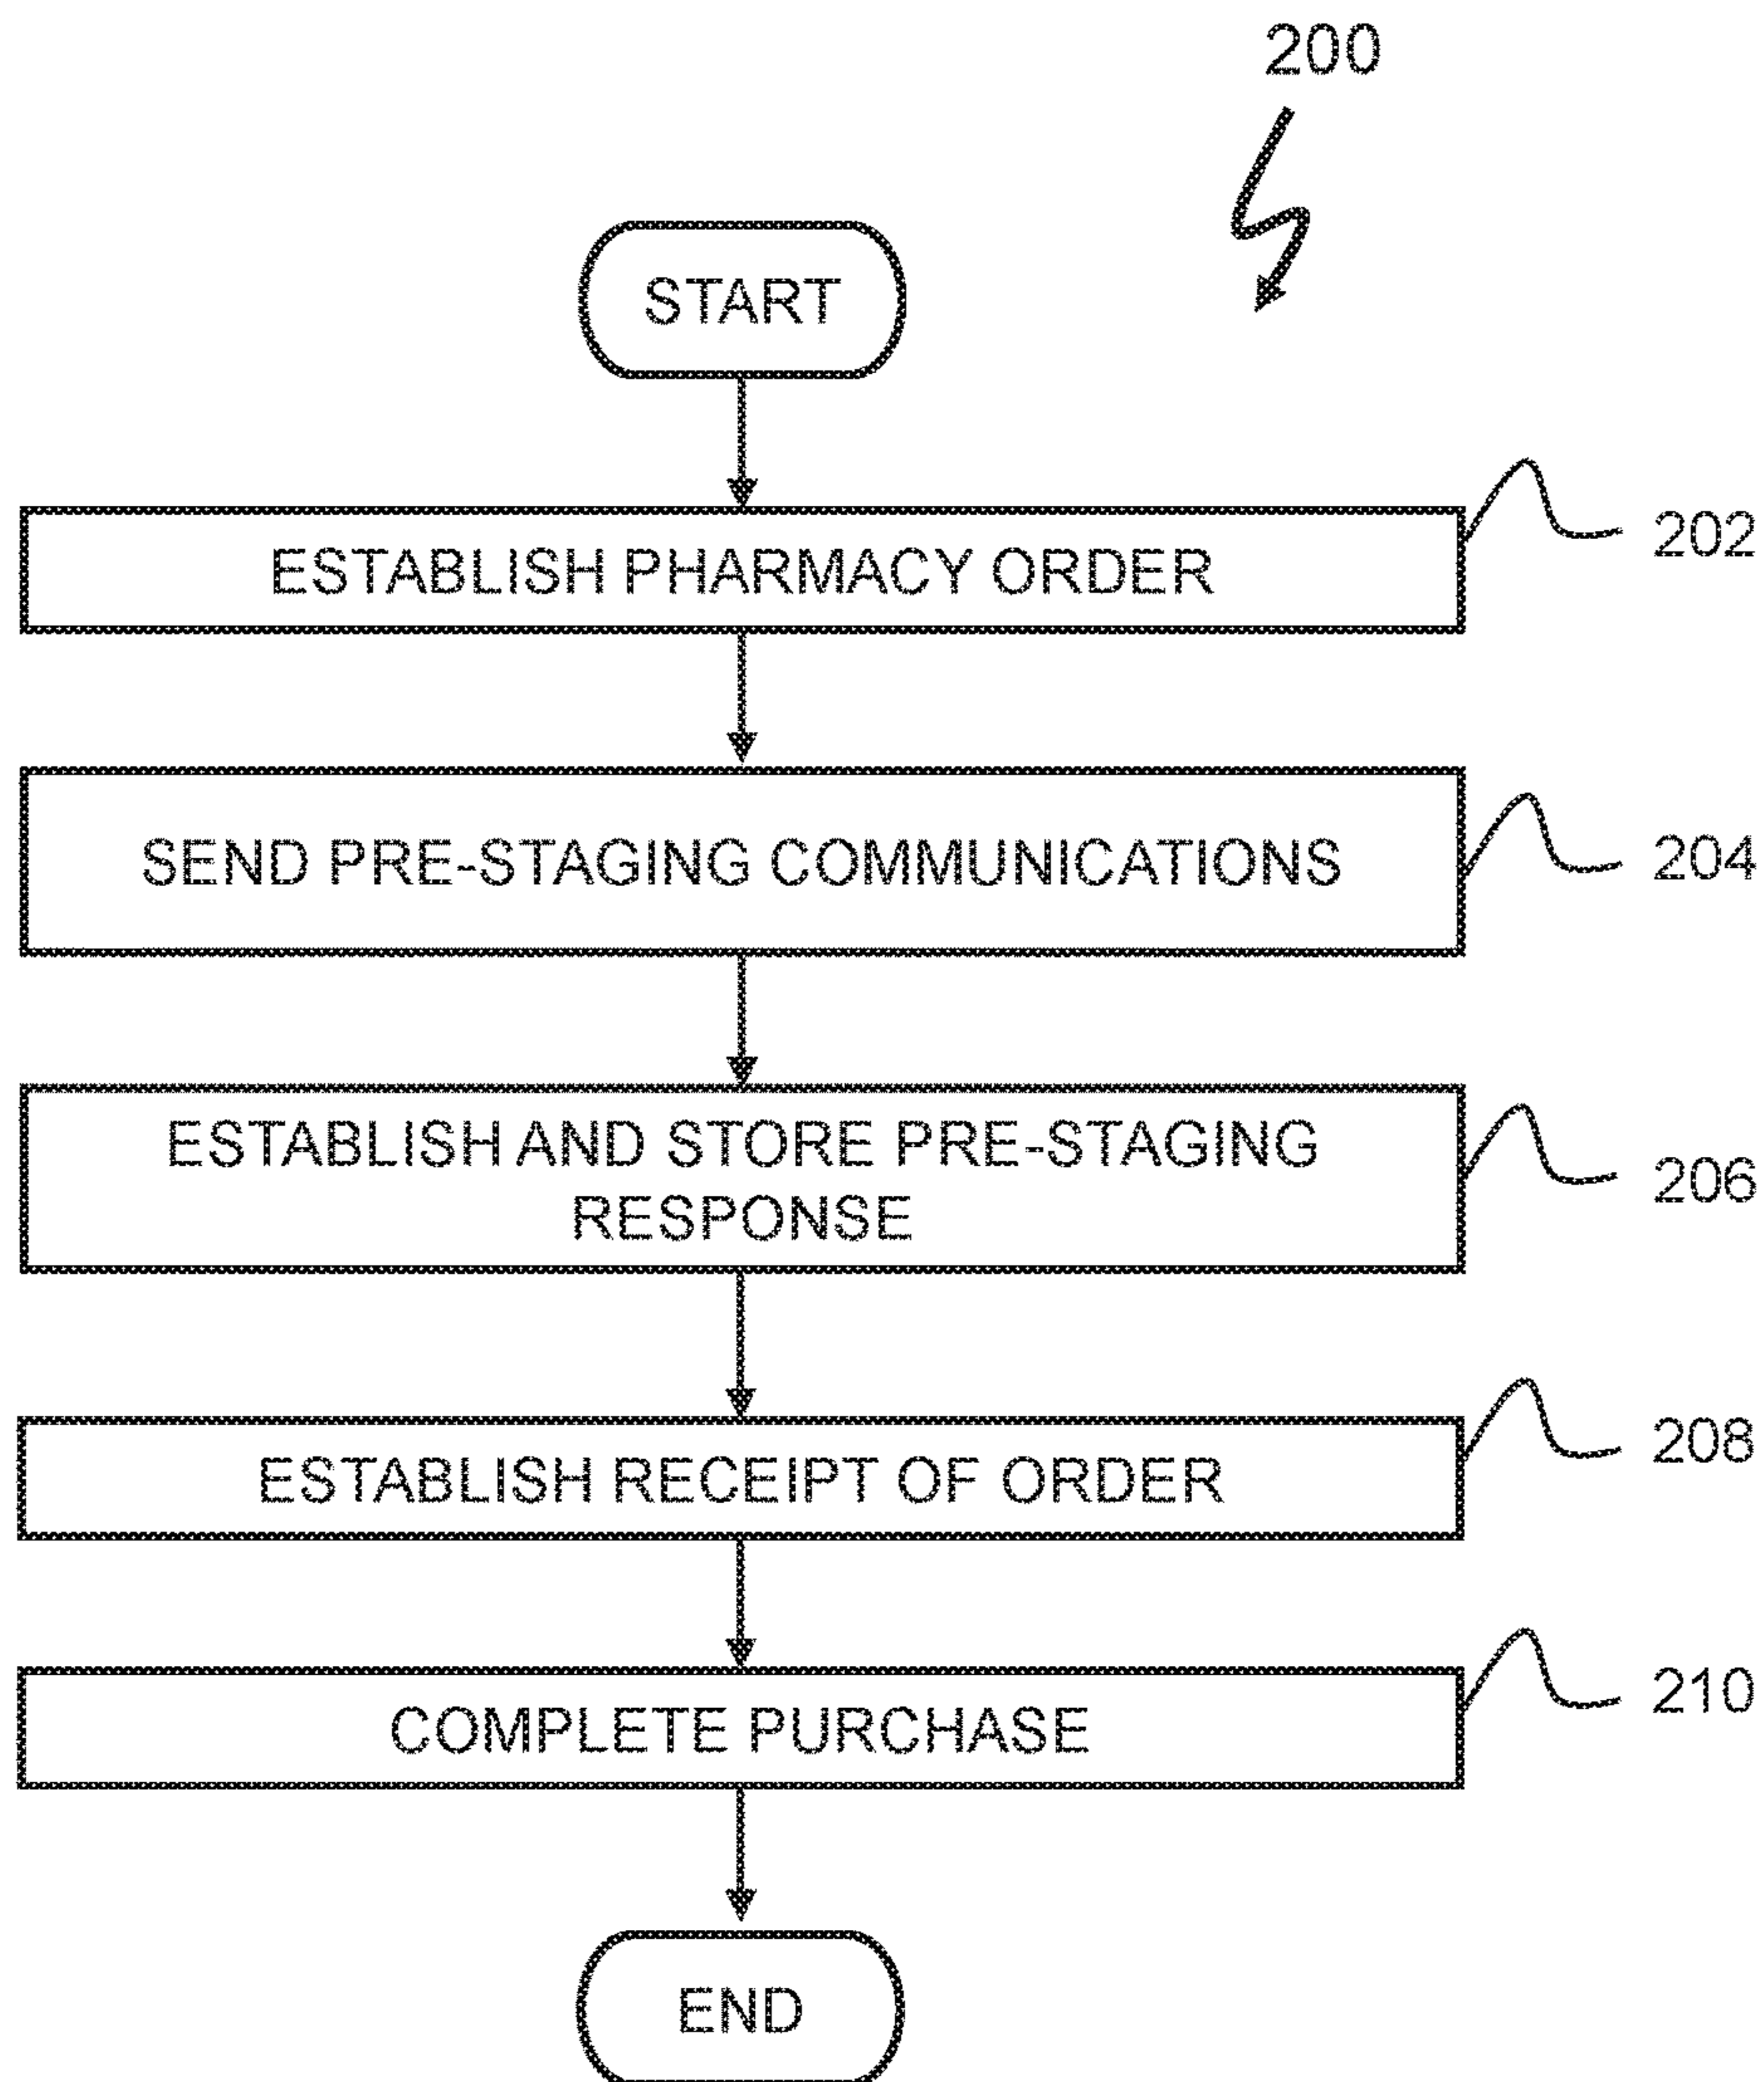 200
START
ESTABLISH PHARMACY ORDER
202
SEND PRE-STAGING COMMUNICATIONS
204
ESTABLISH AND STORE PRE-STAGING
RESPONSE
206
ESTABLISH RECEIPT OF ORDER
208
COMPLETE PURCHASE
210
END